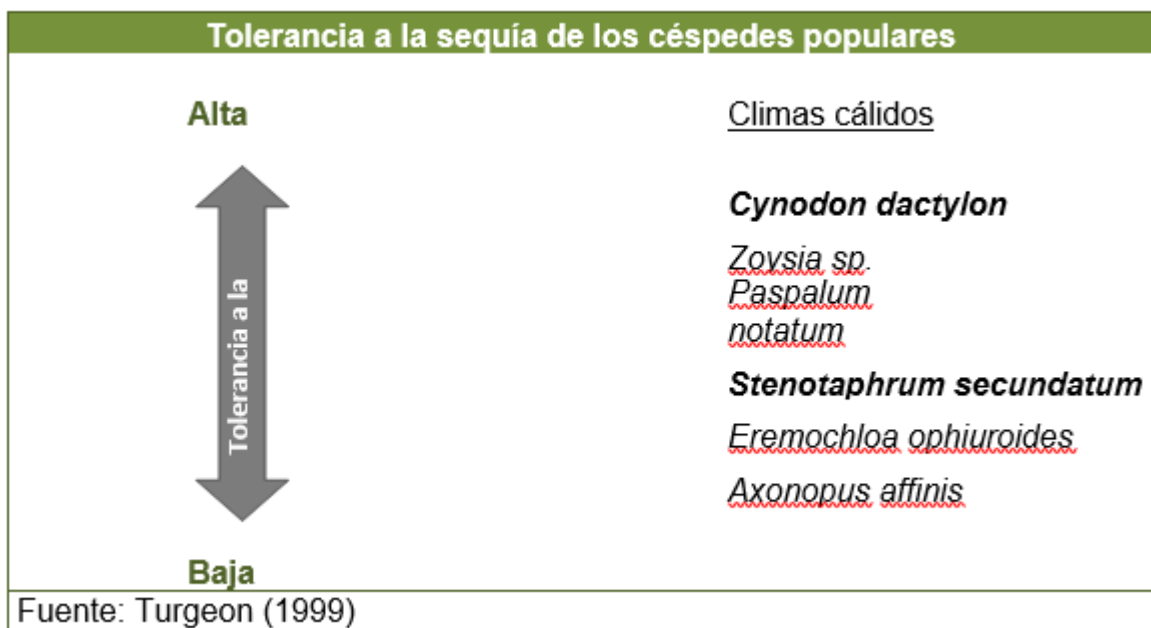 Tolerancia a la sequía de los céspedes populares
Alta
Climas cálidos
Tolerancia a la
Cynodon dactylon
Zoysia sp.
Paspalum
notatum
Stenotaphrum secundatum
Eremochloa ophiuroides
Axonopus affinis
Baja
Fuente: Turgeon (1999)